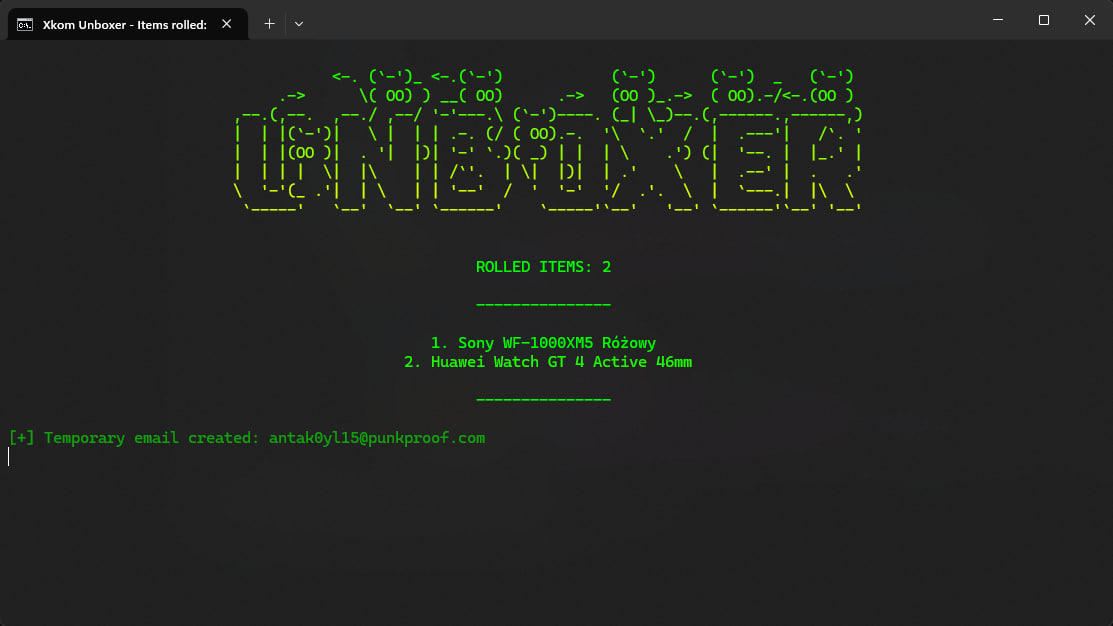 Xkom Unboxer - Items rolled:
UNBOXER
ROLLED ITEMS: 2
---------------
1. Sony WF-1000XM5 Różowy
2. Huawei Watch GT 4 Active 46mm
---------------
[+] Temporary email created: antak0yl15@punkproof.com